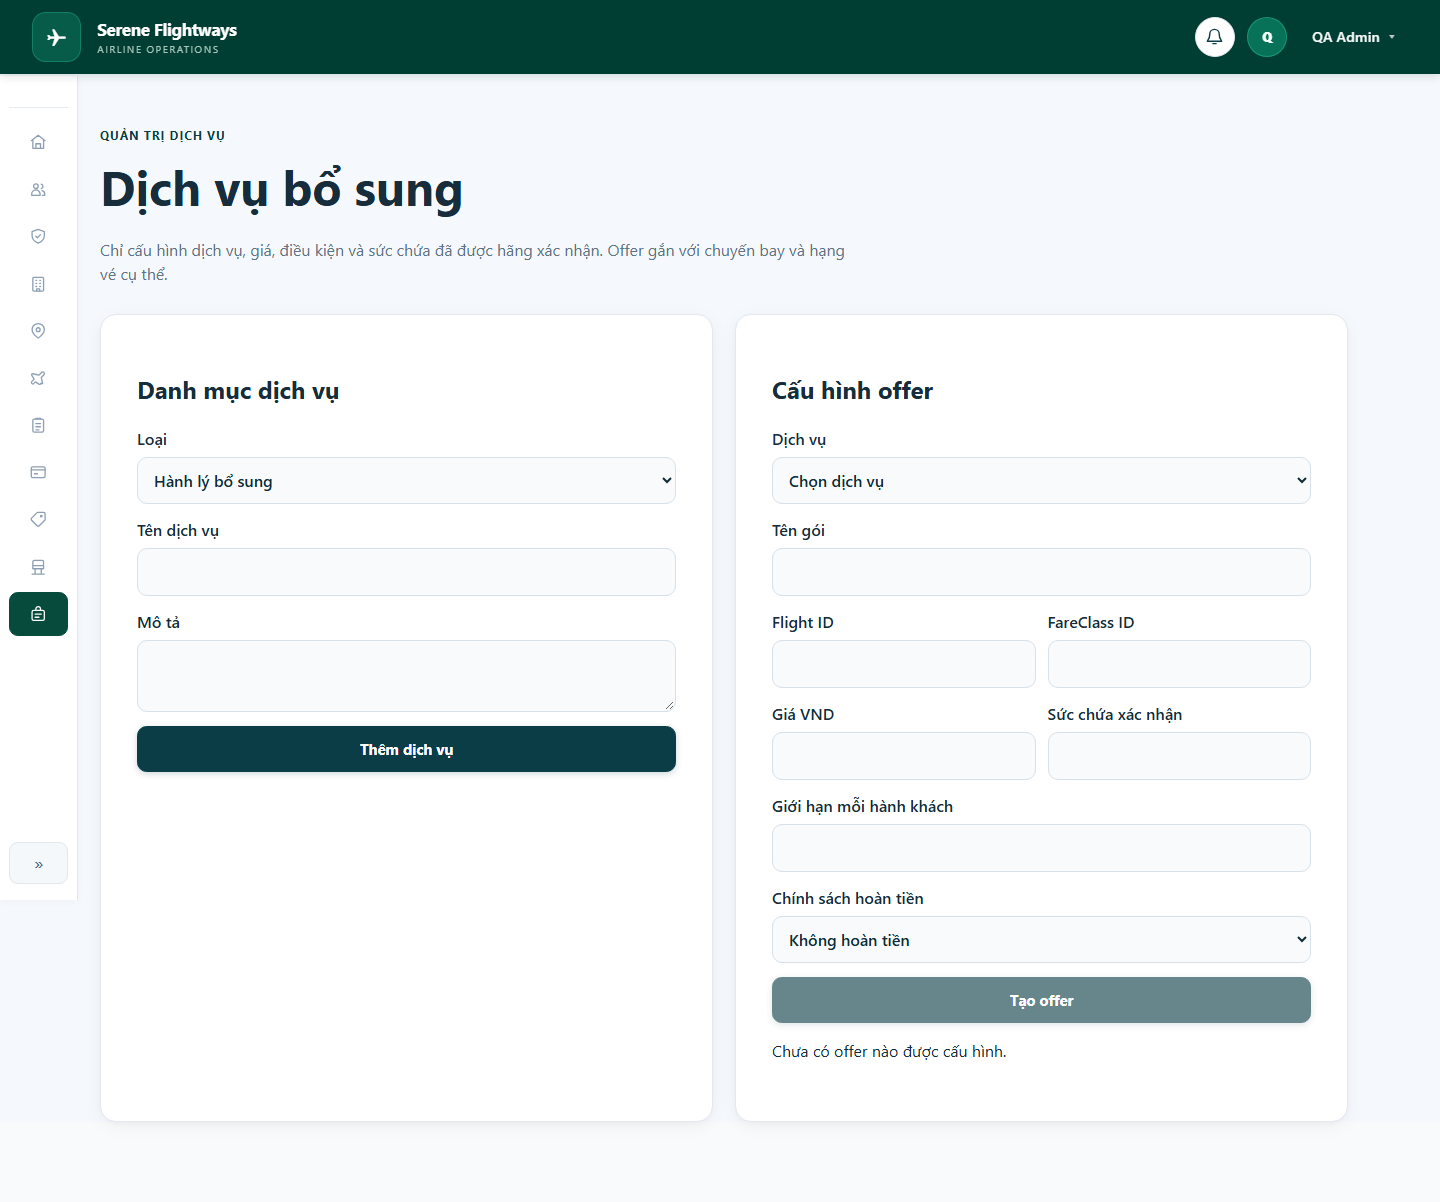 Serene Flightways
AIRLINE OPERATIONS
Q
QA Admin
QUẢN TRỊ DỊCH VỤ
Dịch vụ bổ sung
Chỉ cấu hình dịch vụ, giá, điều kiện và sức chứa đã được hãng xác nhận. Offer gắn với chuyến bay và hạng
vé cụ thể.
Danh mục dịch vụ
Loại
Hành lý bổ sung
Tên dịch vụ
Mô tả
Thêm dịch vụ
Cấu hình offer
Dịch vụ
Chọn dịch vụ
Tên gói
Flight ID
FareClass ID
Giá VND
Sức chứa xác nhận
Giới hạn mỗi hành khách
Chính sách hoàn tiền
Không hoàn tiền
Tạo offer
Chưa có offer nào được cấu hình.
»